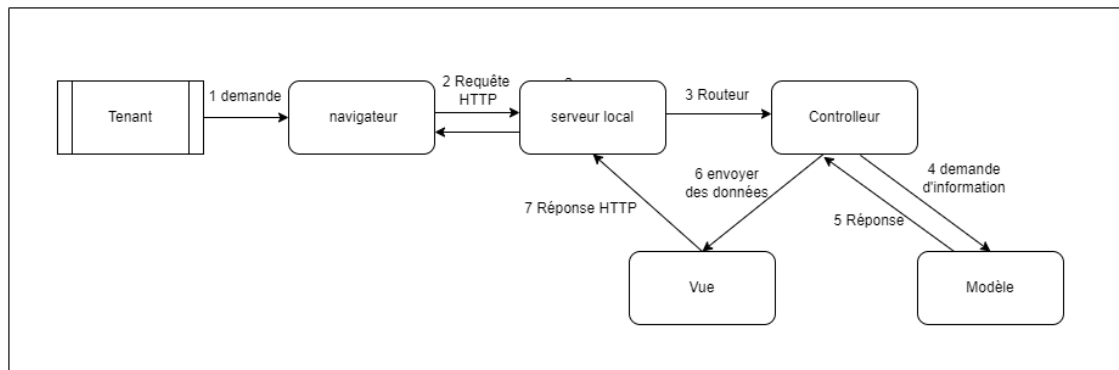 1 demande
2 Requête
HTTP
3 Routeur
Tenant
navigateur
serveur local
Controlleur
6 envoyer
des données
4 demande
d'information
7 Réponse HTTP
5 Réponse
Vue
Modèle